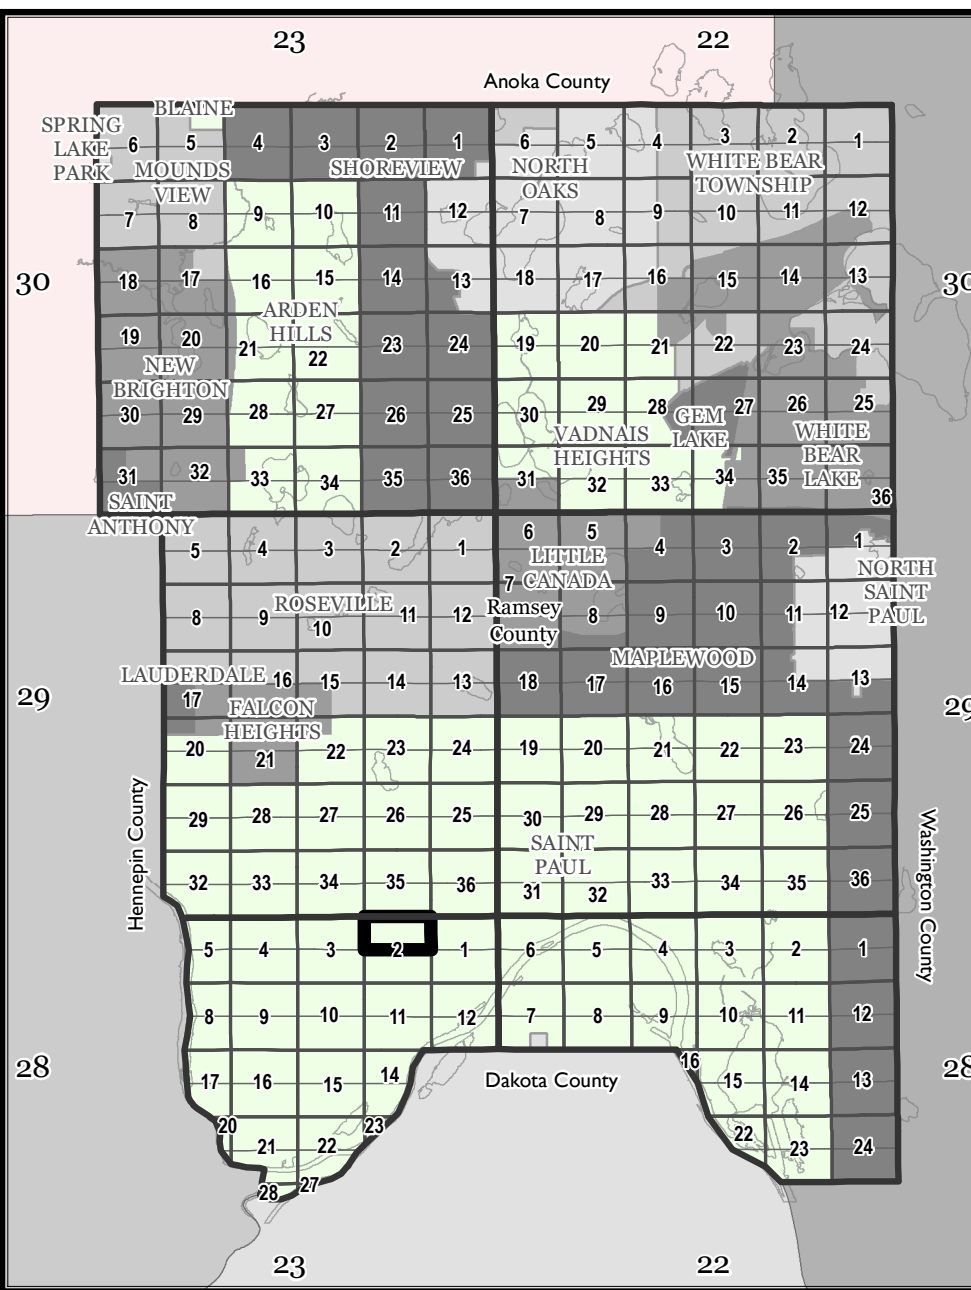 23 22
Anoka County
BLAINE
SPRING
LAKE
PARK
6 5 4 3 2 1 6 5 4 3 2 1
MOUNDS
VIEW
SHOREVIEW
NORTH
OAKS
WHITE BEAR
TOWNSHIP
7 8 9 10 11 12 7 8 9 10 11 12
30 18 17 16 15 14 13 18 17 16 15 14 13 30
ARDEN
HILLS
19 20 21 22 23 24 19 20 21 22 23 24
NEW
BRIGHTON
30 29 28 27 26 25 30 29 28 27 26 25
GEM
LAKE
VADNAIS
HEIGHTS
WHITE
BEAR
LAKE
31 32 33 34 35 36 31 32 33 34 35 36
SAINT
ANTHONY
5 4 3 2 1 6 5 4 3 2 1
LITTLE
CANADA
NORTH
SAINT
PAUL
8 9 10 11 12 7 8 9 10 11 12
ROSEVILLE
Ramsey
County
MAPLEWOOD
LAUDERDALE
29 17 16 15 14 13 18 17 16 15 14 13 29
FALCON
HEIGHTS
20 21 22 23 24 19 20 21 22 23 24
29 28 27 26 25 30 29 28 27 26 25
SAINT
PAUL
32 33 34 35 36 31 32 33 34 35 36
Hennepin County
Washington County
5 4 3 2 1 6 5 4 3 2 1
8 9 10 11 12 7 8 9 10 11 12
28 17 16 15 14 16 15 14 13 28
Dakota County
20 21 22 23 22 23 24
28 27
23 22